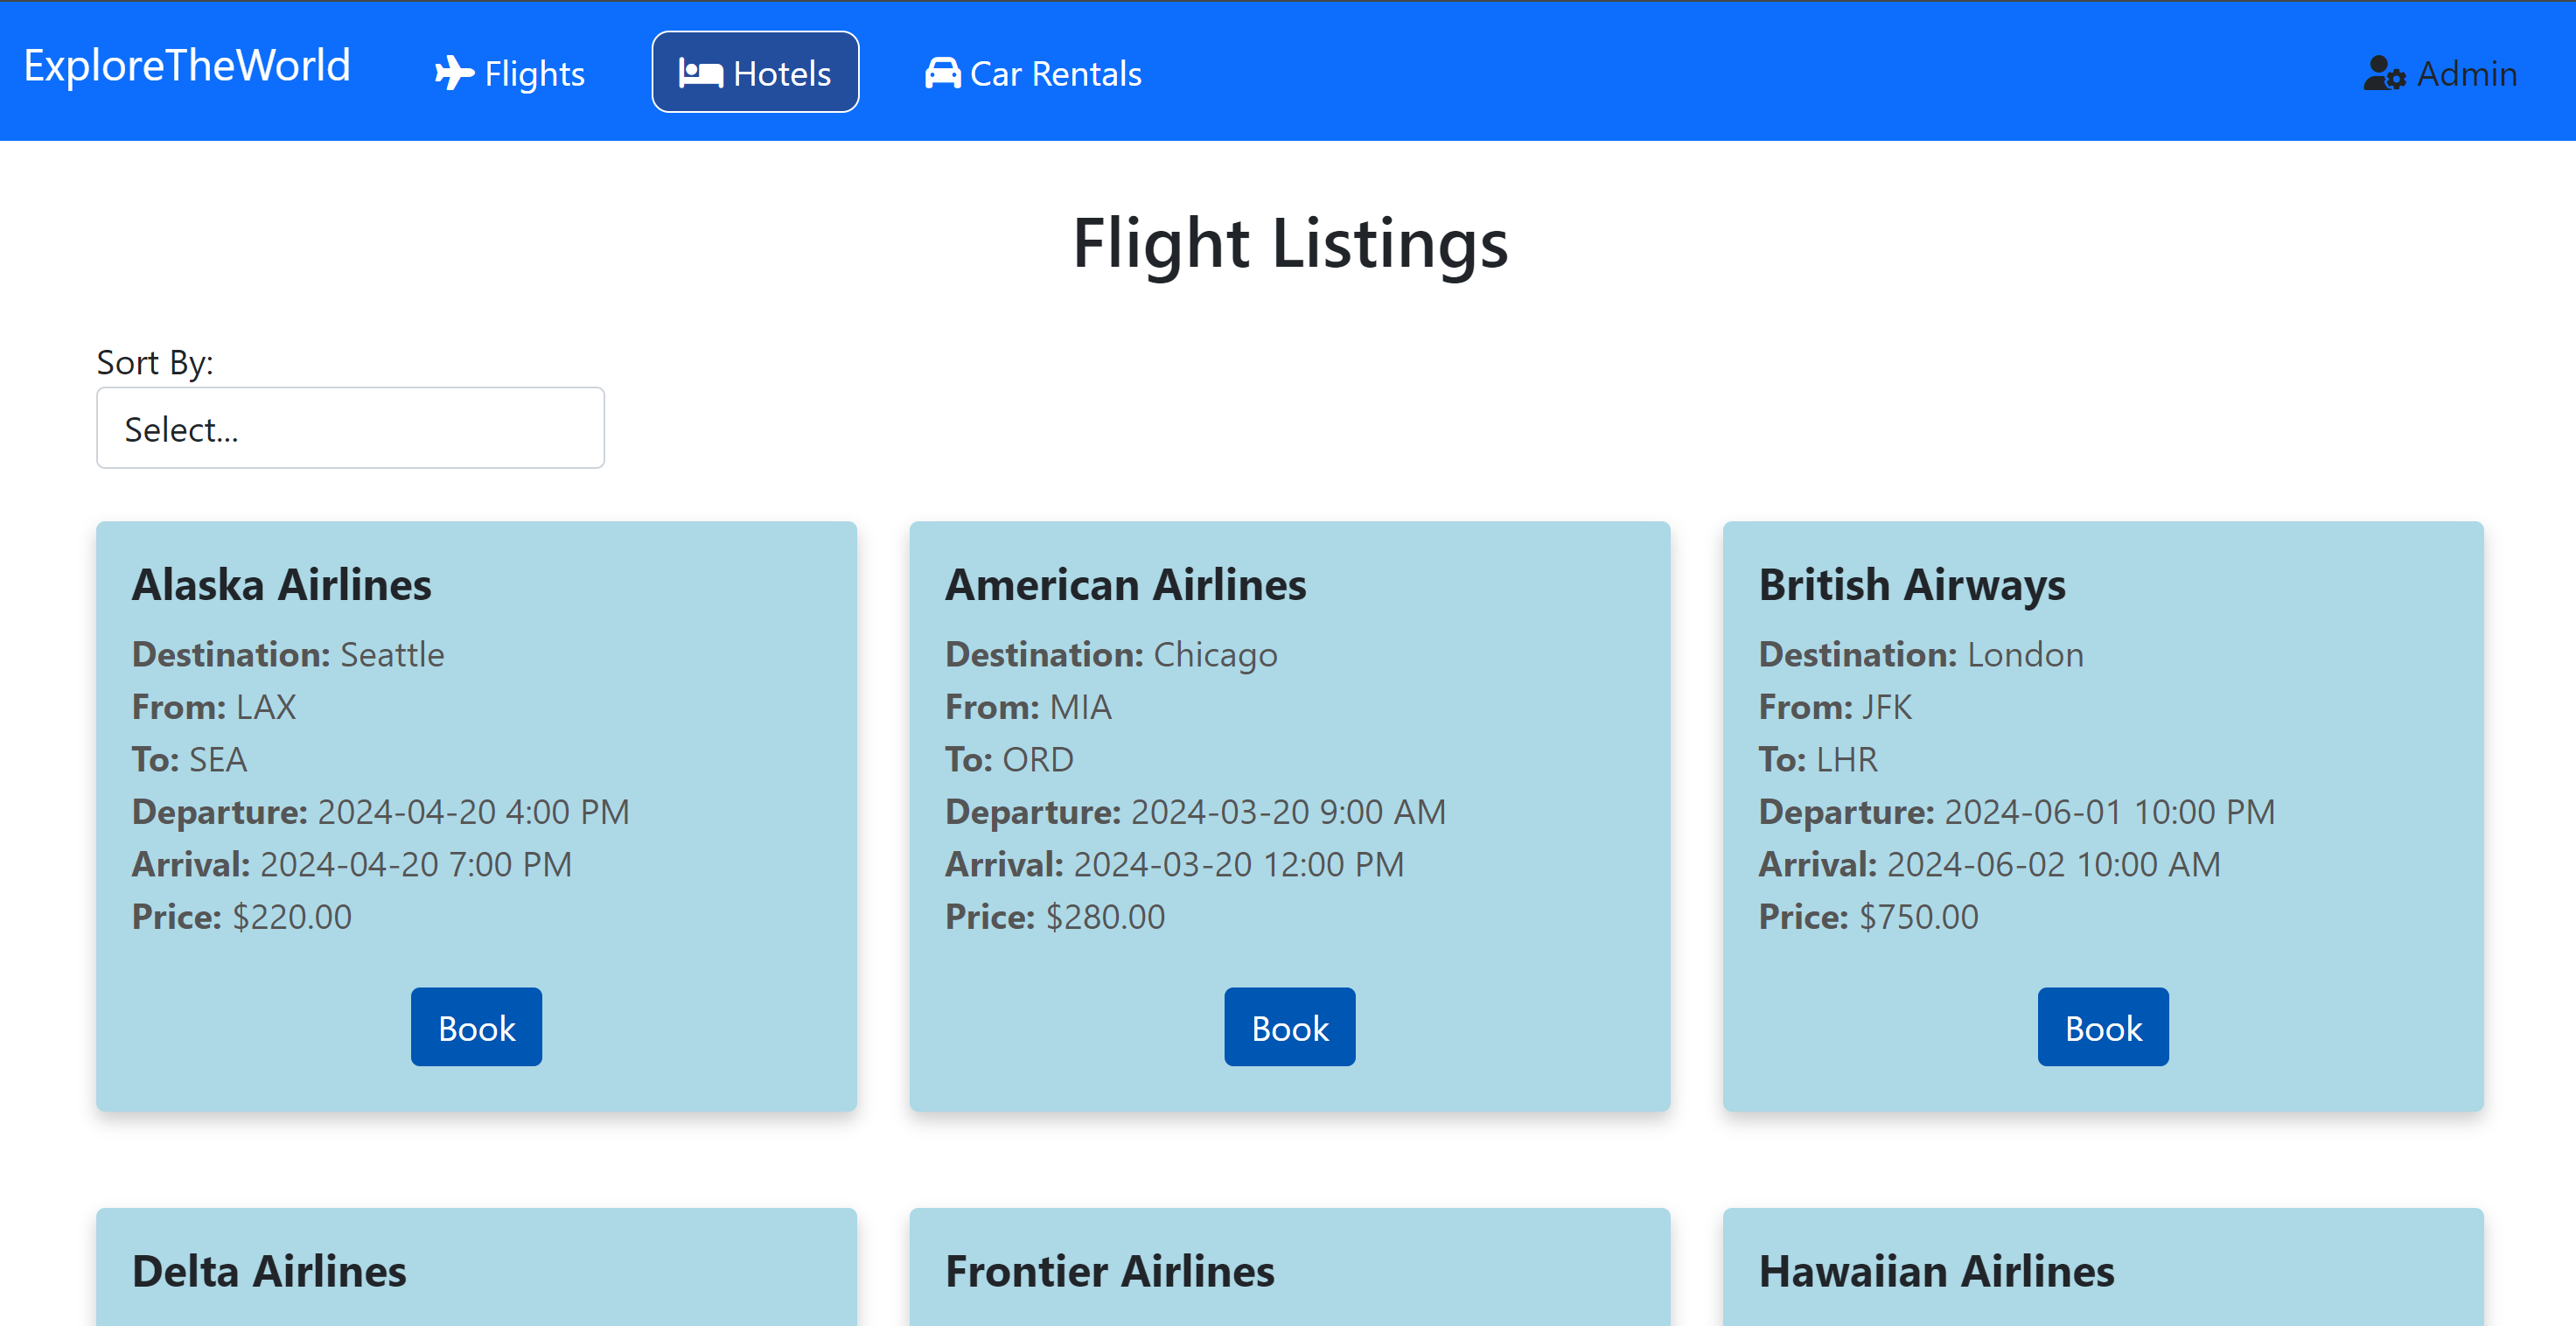 ExploreTheWorld Flights Hotels Car Rentals Admin
Flight Listings
Sort By:
Select...
Alaska Airlines
Destination: Seattle
From: LAX
To: SEA
Departure: 2024-04-20 4:00 PM
Arrival: 2024-04-20 7:00 PM
Price: $220.00
Book
American Airlines
Destination: Chicago
From: MIA
To: ORD
Departure: 2024-03-20 9:00 AM
Arrival: 2024-03-20 12:00 PM
Price: $280.00
Book
British Airways
Destination: London
From: JFK
To: LHR
Departure: 2024-06-01 10:00 PM
Arrival: 2024-06-02 10:00 AM
Price: $750.00
Book
Delta Airlines
Frontier Airlines
Hawaiian Airlines